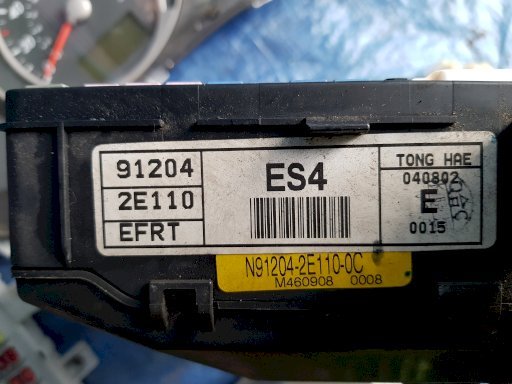 91204
2E110
EFRT
ES4
TONG HAE
040802
E
0015
N91204-2E110-0C
M460908 0008